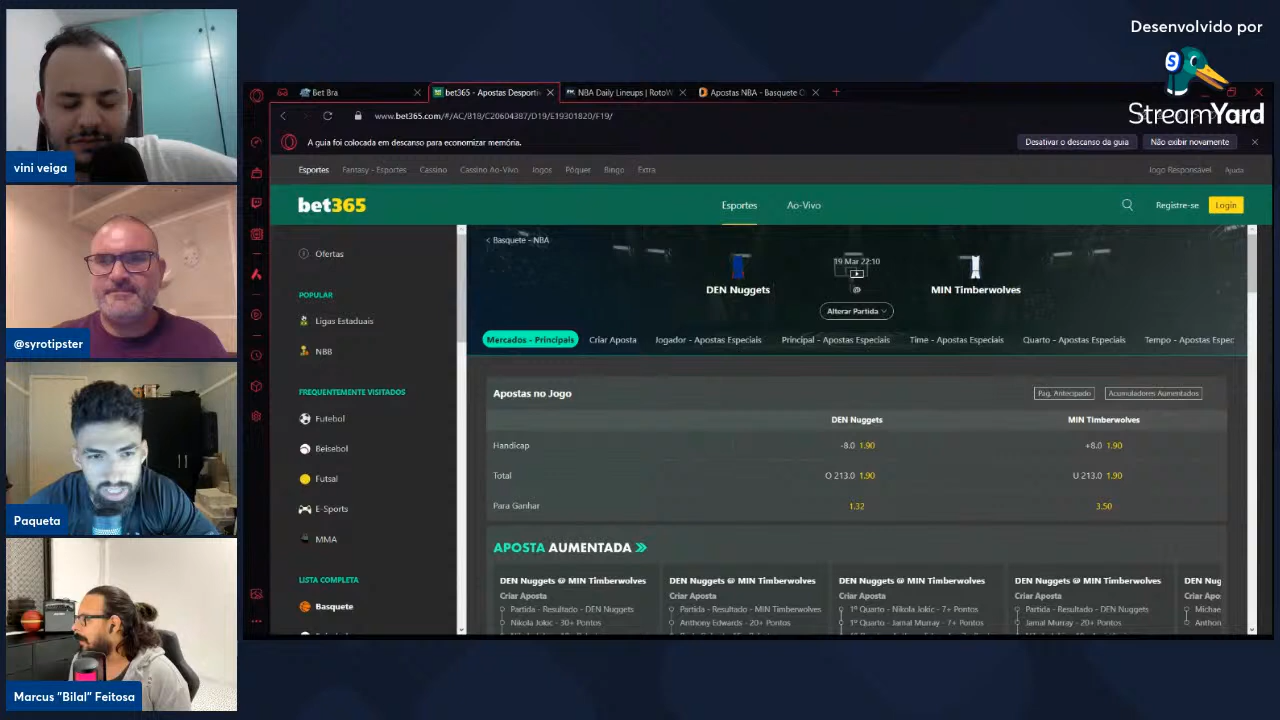 Desenvolvido por
StreamYard
vini veiga
@syrotipster
Paqueta
Marcus "Bilal" Feitosa
Bet Bra
bet365 - Apostas Desporti
NBA Daily Lineups | RotoW
Apostas NBA - Basquete
www.bet365.com/#/AC/B18/C20604387/D19/E19301820/F19/
A guia foi colocada em descanso para economizar memória.
Desativar o descanso da guia
Não exibir novamente
Esportes
Fantasy - Esportes
Cassino
Cassino Ao-Vivo
Jogos
Pôquer
Bingo
Extra
Jogo Responsável
Ajuda
bet365
Esportes
Ao-Vivo
Registre-se
Login
Ofertas
POPULAR
Ligas Estaduais
NBB
FREQUENTEMENTE VISITADOS
Futebol
Beisebol
Futsal
E-Sports
MMA
LISTA COMPLETA
Basquete
Basquete - NBA
19 Mar 22:10
DEN Nuggets
@
MIN Timberwolves
Alterar Partida
Mercados - Principais
Criar Aposta
Jogador - Apostas Especiais
Principal - Apostas Especiais
Time - Apostas Especiais
Quarto - Apostas Especiais
Tempo - Apostas Espec
Apostas no Jogo
Pag. Antecipado
Acumuladores Aumentados
DEN Nuggets
MIN Timberwolves
Handicap
-8.0 1.90
+8.0 1.90
Total
O 213.0 1.90
U 213.0 1.90
Para Ganhar
1.32
3.50
APOSTA AUMENTADA
DEN Nuggets @ MIN Timberwolves
Criar Aposta
Partida - Resultado - DEN Nuggets
Nikola Jokic - 30+ Pontos
DEN Nuggets @ MIN Timberwolves
Criar Aposta
Partida - Resultado - MIN Timberwolves
Anthony Edwards - 20+ Pontos
DEN Nuggets @ MIN Timberwolves
Criar Aposta
1º Quarto - Nikola Jokic - 7+ Pontos
1º Quarto - Jamal Murray - 7+ Pontos
DEN Nuggets @ MIN Timberwolves
Criar Aposta
Partida - Resultado - DEN Nuggets
Jamal Murray - 20+ Pontos
DEN Nug
Criar Apos
Michae
Anthon